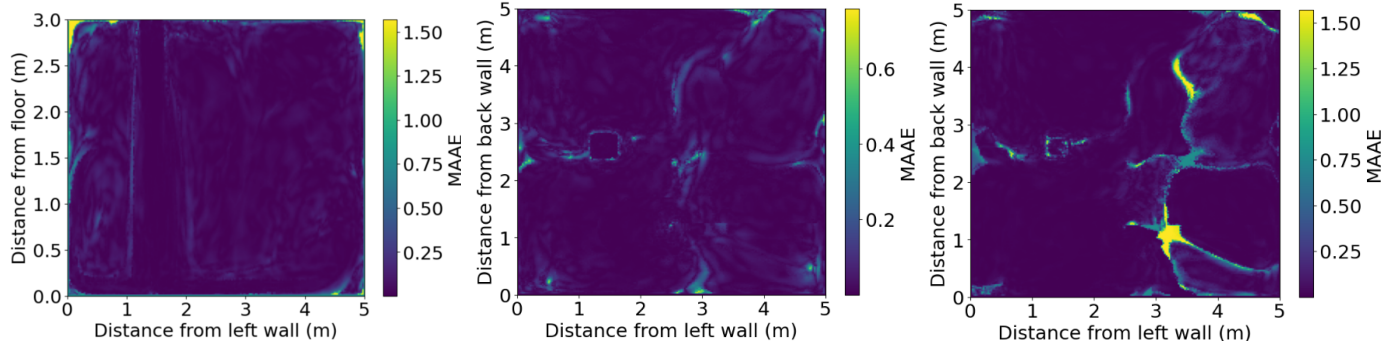 3.0
2.5
2.0
1.5
1.0
0.5
0.0
Distance from floor (m)
0 1 2 3 4 5
Distance from left wall (m)
1.50
1.25
1.00
0.75
0.50
0.25
MAAE
5
4
3
2
1
0
Distance from back wall (m)
0 1 2 3 4 5
Distance from left wall (m)
0.6
0.4
0.2
MAAE
5
4
3
2
1
0
Distance from back wall (m)
0 1 2 3 4 5
Distance from left wall (m)
1.50
1.25
1.00
0.75
0.50
0.25
MAAE